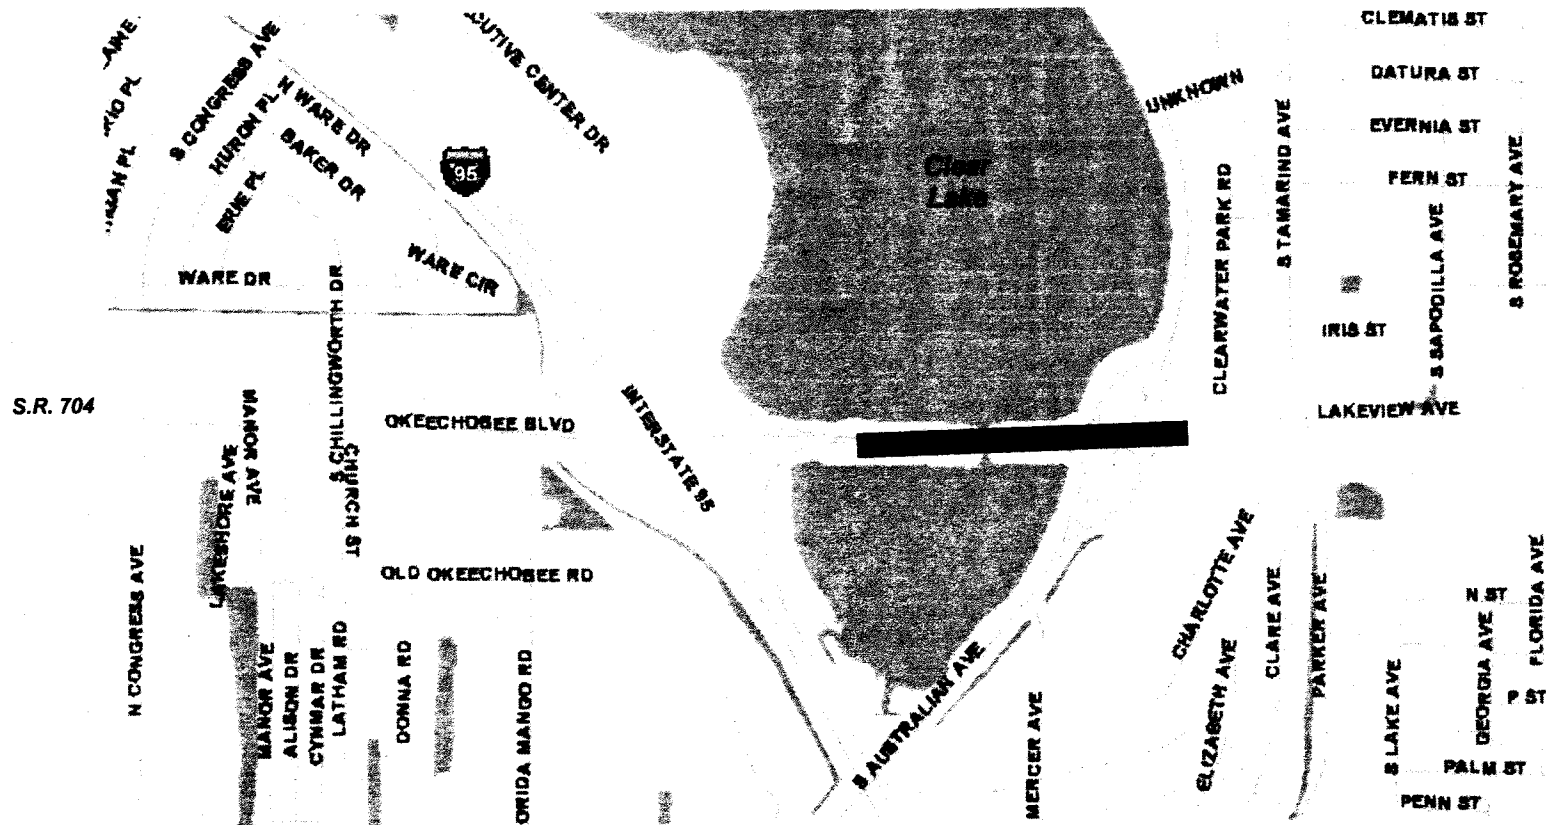 CLEMATIS ST
DATURA ST
EVERNIA ST
FERN ST
UNKNOWN
S CONGRESS AVE
HURON PL
N WARE DR
BAKER DR
ERIE PL
CENTER DR
95
Clear
Lake
WARE DR
WARE CIR
S CHILLINGWORTH DR
CLEARWATER PARK RD
S TAMARIND AVE
S SAPODILLA AVE
S ROSEMARY AVE
IRIS ST
S.R. 704
MANOR AVE
OKEECHOBEE BLVD
INTERSTATE 95
LAKEVIEW AVE
LAKESHORE AVE
CHURCH ST
OLD OKEECHOBEE RD
N CONGRESS AVE
MANOR AVE
ALISON DR
CYNMAR DR
LATHAM RD
DONNA RD
MANGO RD
S AUSTRALIAN AVE
MERCER AVE
CHARLOTTE AVE
ELIZABETH AVE
CLARE AVE
PARKER AVE
S LAKE AVE
N ST
GEORGIA AVE
FLORIDA AVE
P ST
PALM ST
PENN ST